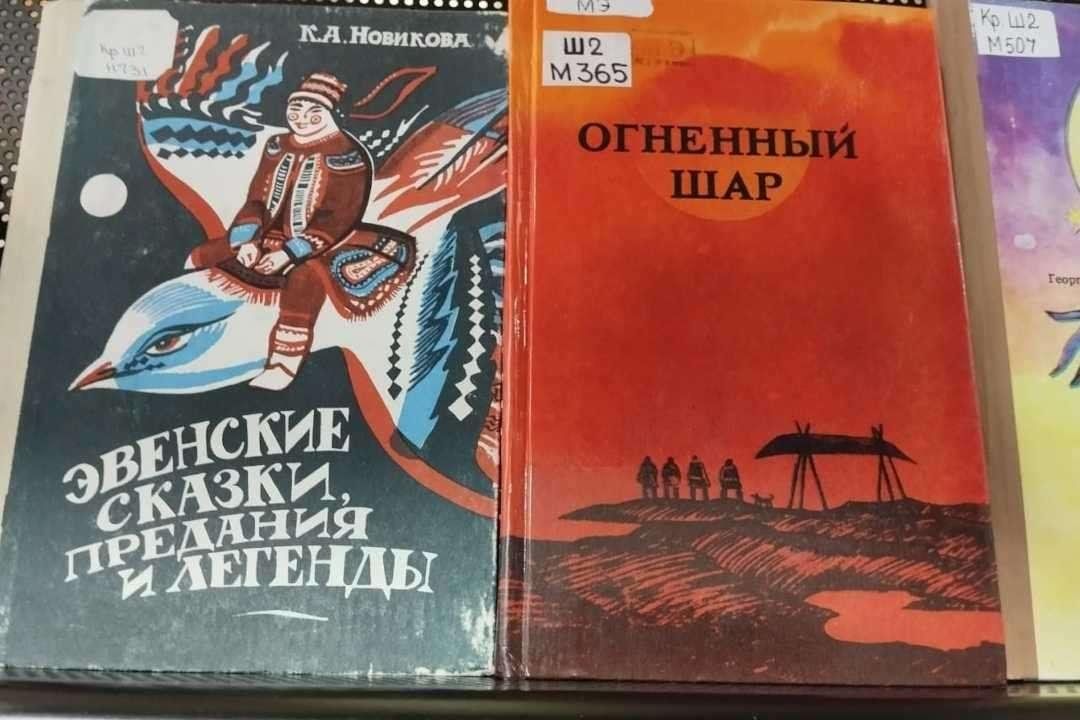 Кр Ш2
Н731
К.А. НОВИКОВА
ЭВЕНСКИЕ
СКАЗКИ,
ПРЕДАНИЯ
И ЛЕГЕНДЫ
МЭ
Ш2
М365
ОГНЕННЫЙ
ШАР
Кр. Ш2
М507